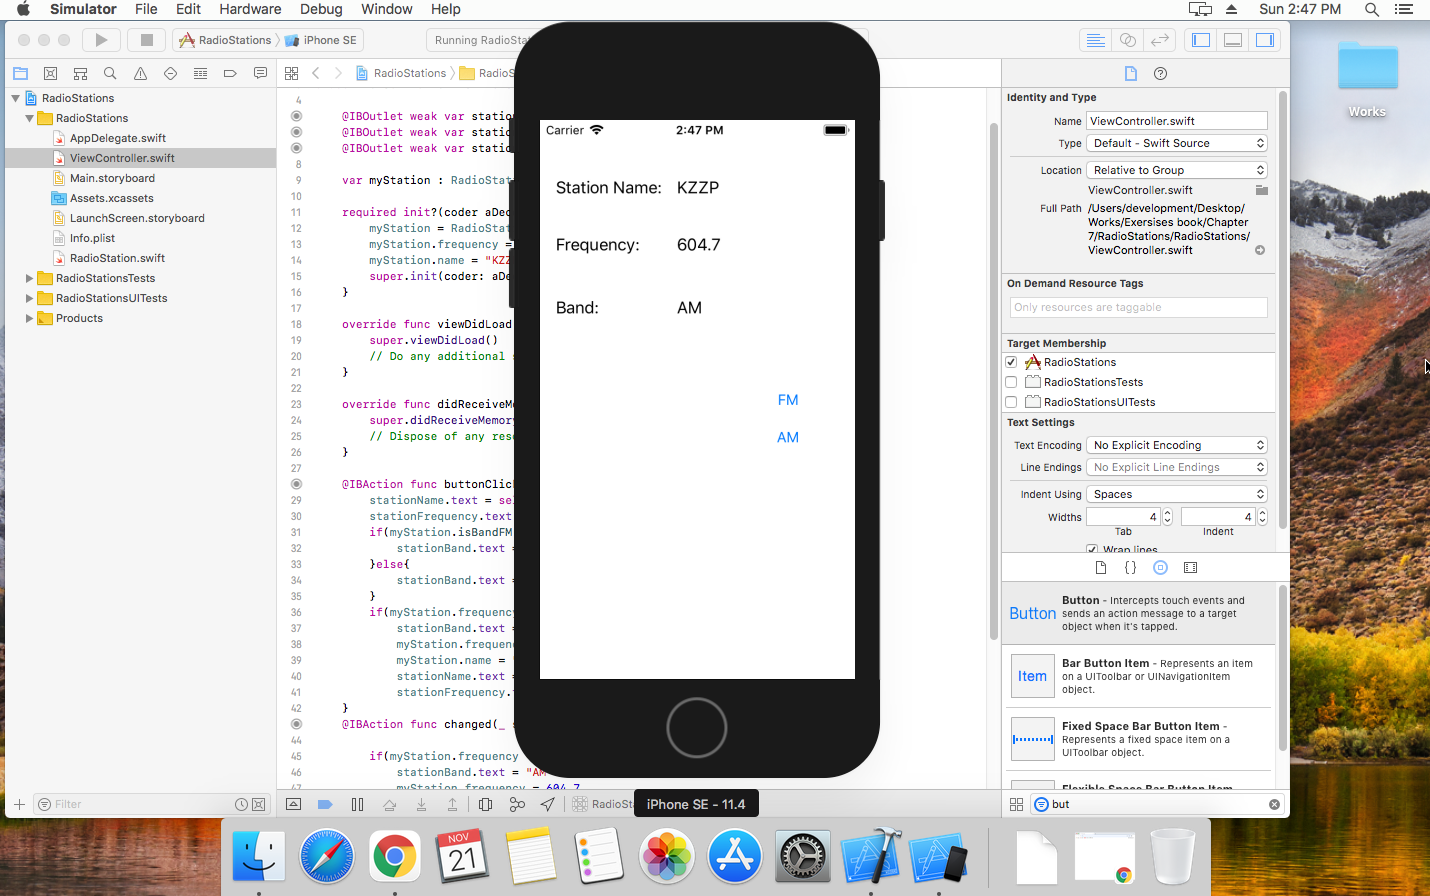 Simulator File Edit Hardware Debug Window Help Sun 2:47 PM
RadioStations iPhone SE
Running RadioSta
RadioStations RadioS
RadioStations
RadioStations
AppDelegate.swift
ViewController.swift
Main.storyboard
Assets.xcassets
LaunchScreen.storyboard
Info.plist
RadioStation.swift
RadioStationsTests
RadioStationsUITests
Products
Filter
4
@IBOutlet weak var station
@IBOutlet weak var stati
@IBOutlet weak var stati
8
9 var myStation : RadioStat
10
11 required init?(coder aDec
12 myStation = RadioStat
13 myStation.frequency =
14 myStation.name = "KZZ
15 super.init(coder: aDe
16 }
17
18 override func viewDidLoad
19 super.viewDidLoad()
20 // Do any additional s
21 }
22
23 override func didReceiveMe
24 super.didReceiveMemory
25 // Dispose of any reso
26 }
27
@IBAction func buttonClic
29 stationName.text = sel
30 stationFrequency.text
31 if(myStation.isBandFM
32 stationBand.text =
33 }else{
34 stationBand.text =
35 }
36 if(myStation.frequency
37 stationBand.text =
38 myStation.frequenc
39 myStation.name =
40 stationName.text =
41 stationFrequency.
42 }
@IBAction func changed(_ s
44
45 if(myStation.frequency
46 stationBand.text = "AM
47 myStation.frequency = 604.7
RadioSta
Carrier 2:47 PM
Station Name: KZZP
Frequency: 604.7
Band: AM
FM
AM
iPhone SE - 11.4
Identity and Type
Name ViewController.swift
Type Default - Swift Source
Location Relative to Group
ViewController.swift
Full Path /Users/development/Desktop/
Works/Exersises book/Chapter
7/RadioStations/RadioStations/
ViewController.swift
On Demand Resource Tags
Only resources are taggable
Target Membership
RadioStations
RadioStationsTests
RadioStationsUITests
Text Settings
Text Encoding No Explicit Encoding
Line Endings No Explicit Line Endings
Indent Using Spaces
Widths 4 4
Tab Indent
Wrap lines
Button Button - Intercepts touch events and
sends an action message to a target
object when it's tapped.
Item Bar Button Item - Represents an item
on a UIToolbar or UINavigationItem
object.
Fixed Space Bar Button Item -
Represents a fixed space item on a
UIToolbar object.
Flexible Space Bar Button Item
but
Works
NOV
21